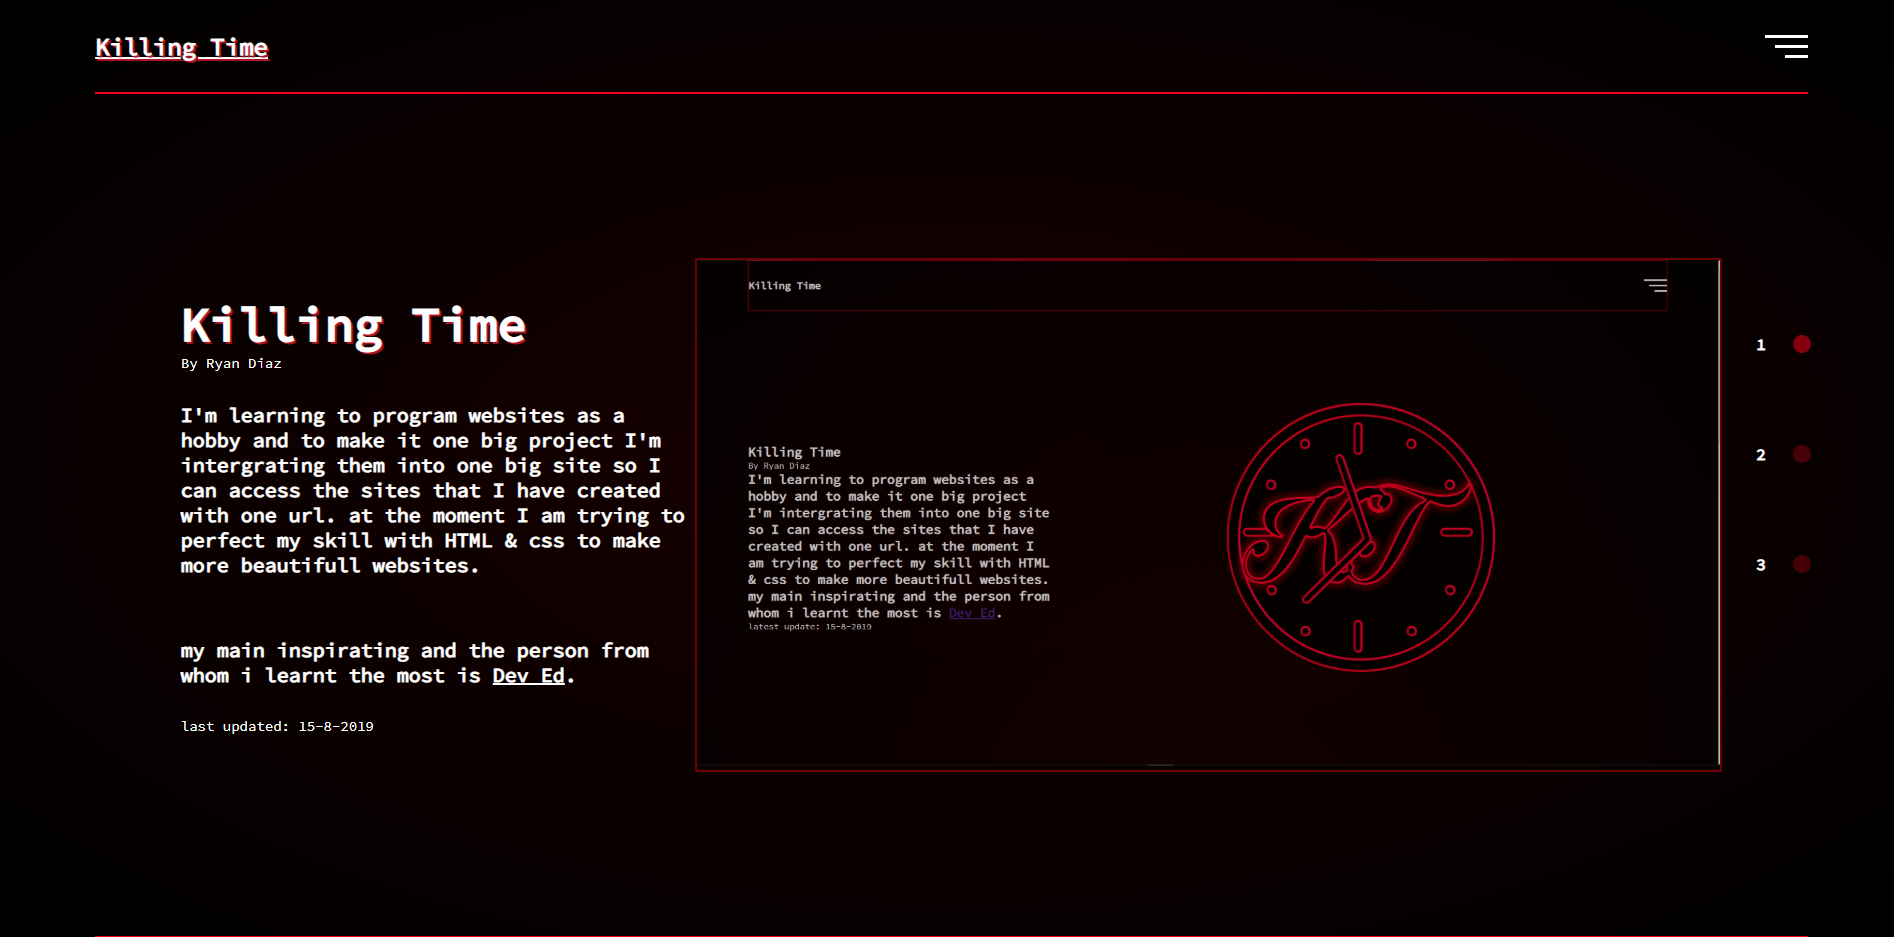 Killing Time
Killing Time
By Ryan Diaz
I'm learning to program websites as a
hobby and to make it one big project I'm
intergrating them into one big site so I
can access the sites that I have created
with one url. at the moment I am trying to
perfect my skill with HTML & css to make
more beautifull websites.
my main inspirating and the person from
whom i learnt the most is Dev Ed.
last updated: 15-8-2019
Killing Time
Killing Time
By Ryan Diaz
I'm learning to program websites as a
hobby and to make it one big project
I'm intergrating them into one big site
so I can access the sites that I have
created with one url. at the moment I
am trying to perfect my skill with HTML
& css to make more beautifull websites.
my main inspirating and the person from
whom i learnt the most is Dev Ed.
latest update: 15-8-2019
KT
1
2
3